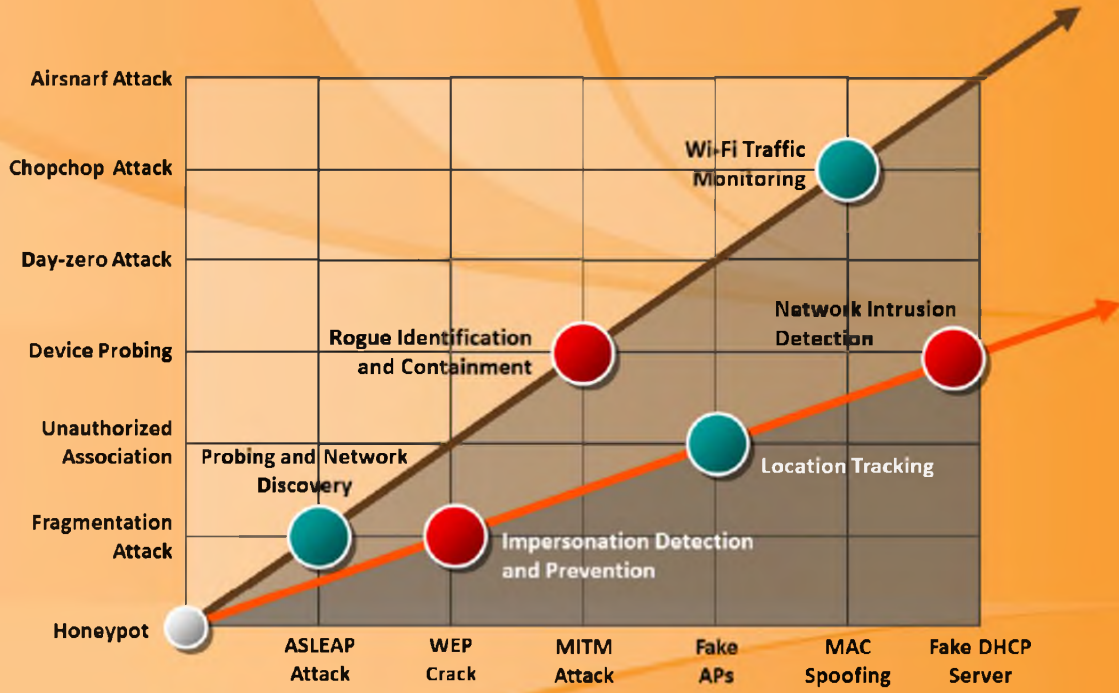 Airsnarf Attack
Chopchop Attack
Day-zero Attack
Device Probing
Unauthorized
Association
Fragmentation
Attack
Honeypot
Wi-Fi Traffic
Monitoring
Network Intrusion
Detection
Rogue Identification
and Containment
Probing and Network
Discovery
Location Tracking
Impersonation Detection
and Prevention
ASLEAP
Attack
WEP
Crack
MITM
Attack
Fake
APs
MAC
Spoofing
Fake DHCP
Server